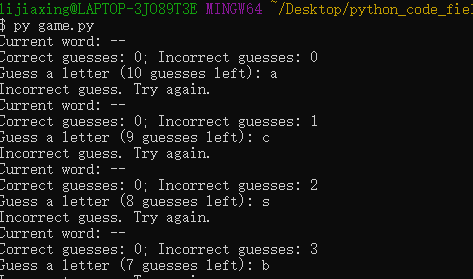 lijiaxing@LAPTOP-3JO89T3E MINGW64 ~/Desktop/python_code_fiel
$ py game.py
Current word: --
Correct guesses: 0; Incorrect guesses: 0
Guess a letter (10 guesses left): a
Incorrect guess. Try again.
Current word: --
Correct guesses: 0; Incorrect guesses: 1
Guess a letter (9 guesses left): c
Incorrect guess. Try again.
Current word: --
Correct guesses: 0; Incorrect guesses: 2
Guess a letter (8 guesses left): s
Incorrect guess. Try again.
Current word: --
Correct guesses: 0; Incorrect guesses: 3
Guess a letter (7 guesses left): b